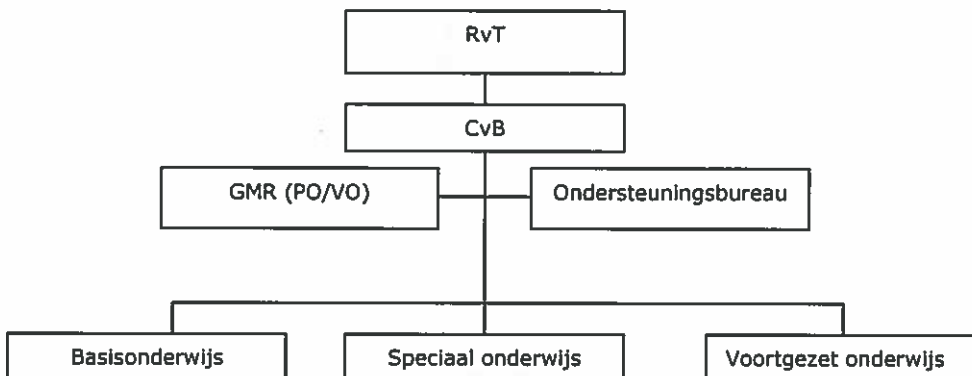 RvT
CvB
GMR (PO/VO)
Ondersteuningsbureau
Basisonderwijs
Speciaal onderwijs
Voortgezet onderwijs